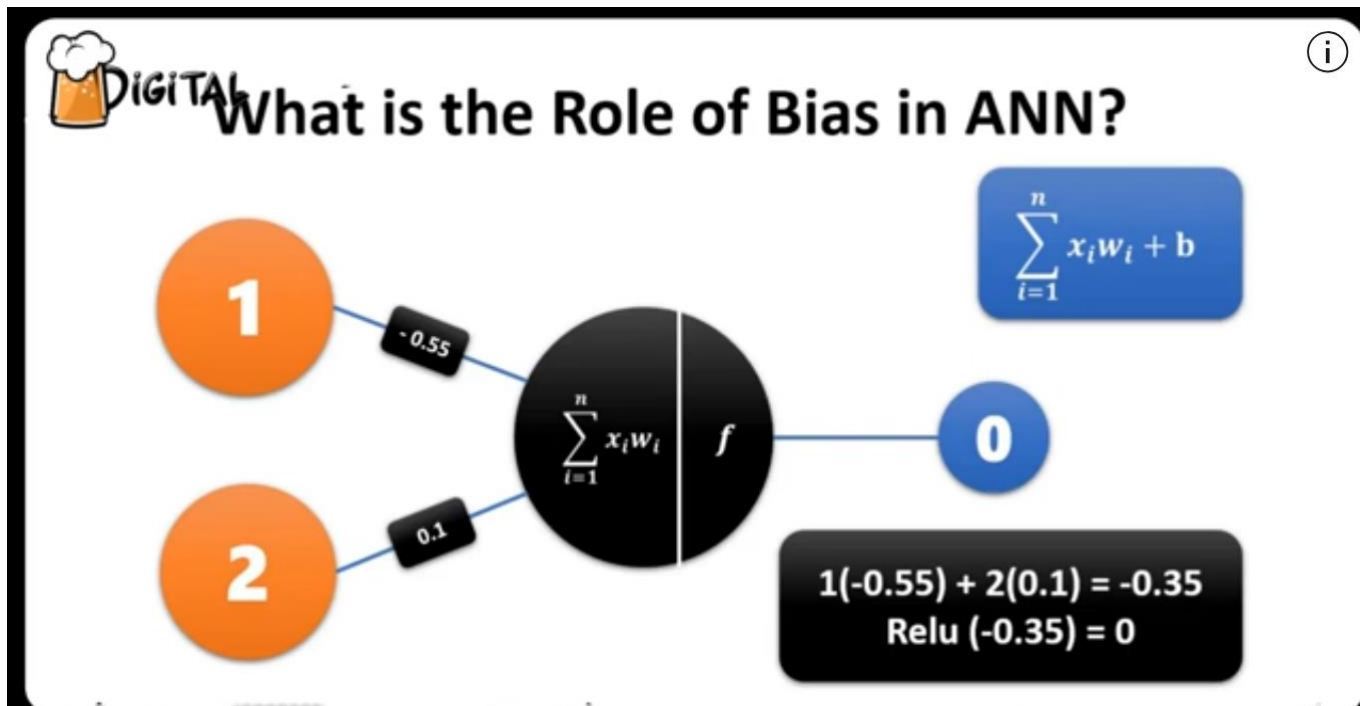 DiGiTAL
What is the Role of Bias in ANN?
i
n
∑ xᵢwᵢ + b
i=1
1
- 0.55
n
∑ xᵢwᵢ
i=1
f
0
2
0.1
1(-0.55) + 2(0.1) = -0.35
Relu (-0.35) = 0